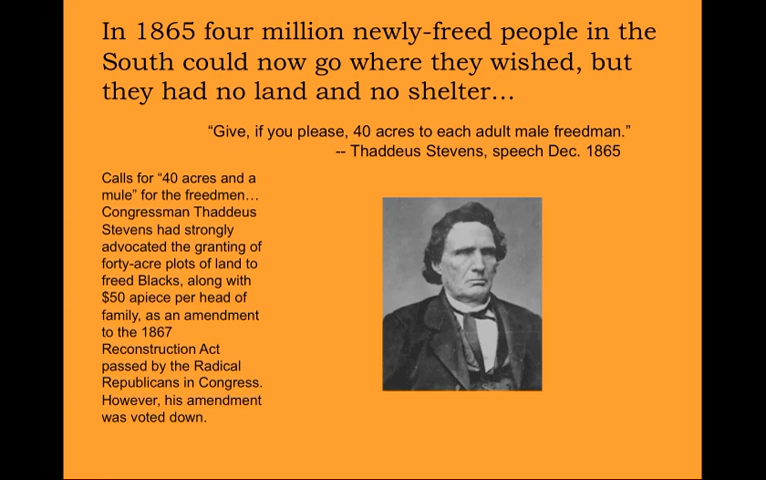 In 1865 four million newly-freed people in the
South could now go where they wished, but
they had no land and no shelter…
“Give, if you please, 40 acres to each adult male freedman.”
-- Thaddeus Stevens, speech Dec. 1865
Calls for “40 acres and a
mule” for the freedmen…
Congressman Thaddeus
Stevens had strongly
advocated the granting of
forty-acre plots of land to
freed Blacks, along with
$50 apiece per head of
family, as an amendment
to the 1867
Reconstruction Act
passed by the Radical
Republicans in Congress.
However, his amendment
was voted down.